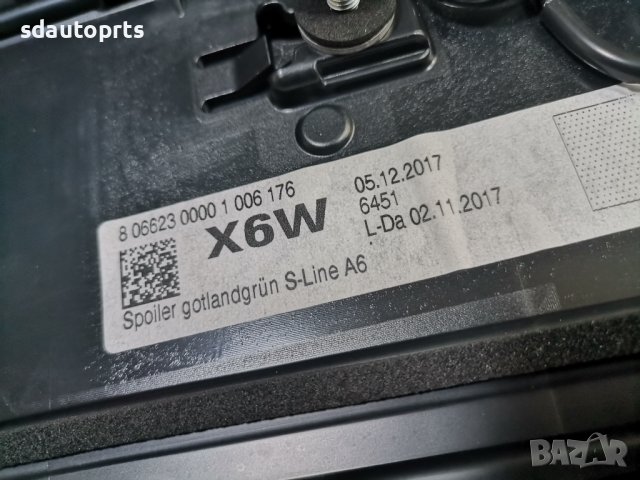 sdautoprts
8 06623 0000 1 006 176
X6W
05.12.2017
6451
L-Da 02.11.2017
Spoiler gotlandgrün S-Line A6
BAZAR